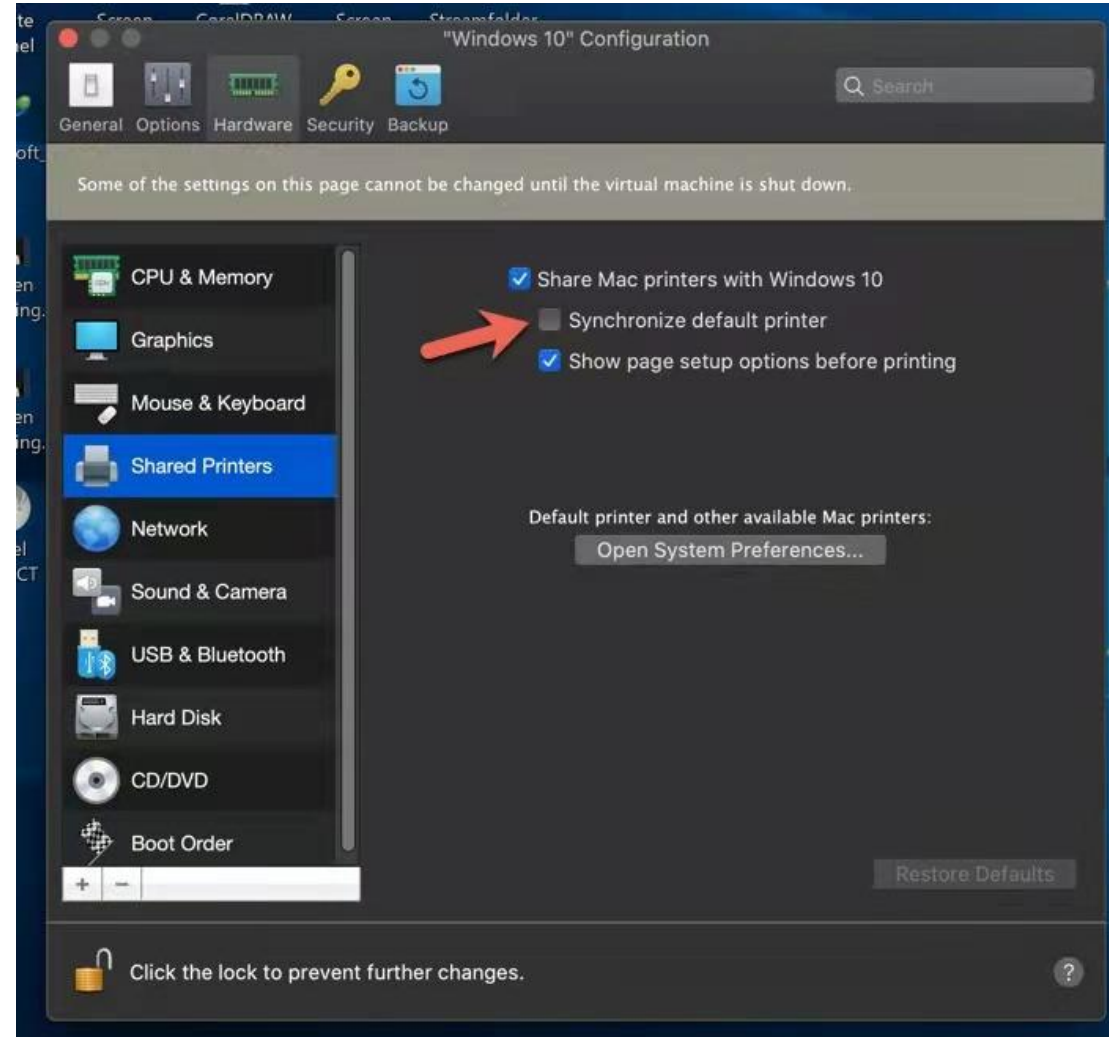 Screen CorelDRAW Screen Streamfolder
"Windows 10" Configuration
Search
General Options Hardware Security Backup
Some of the settings on this page cannot be changed until the virtual machine is shut down.
CPU & Memory
Graphics
Mouse & Keyboard
Shared Printers
Network
Sound & Camera
USB & Bluetooth
Hard Disk
CD/DVD
Boot Order
+ -
Share Mac printers with Windows 10
Synchronize default printer
Show page setup options before printing
Default printer and other available Mac printers:
Open System Preferences...
Restore Defaults
Click the lock to prevent further changes.
?